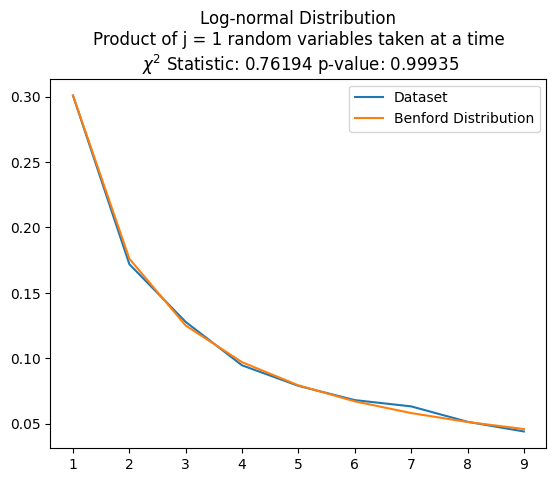 Log-normal Distribution
Product of j = 1 random variables taken at a time
χ² Statistic: 0.76194 p-value: 0.99935
Dataset
Benford Distribution
0.30
0.25
0.20
0.15
0.10
0.05
1 2 3 4 5 6 7 8 9